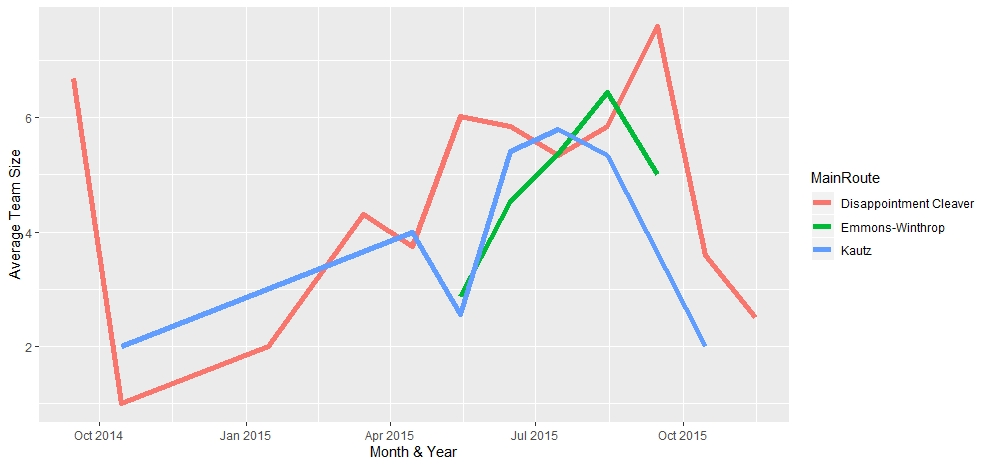 Average Team Size
6
4
2
Oct 2014
Jan 2015
Apr 2015
Jul 2015
Oct 2015
Month & Year
MainRoute
Disappointment Cleaver
Emmons-Winthrop
Kautz